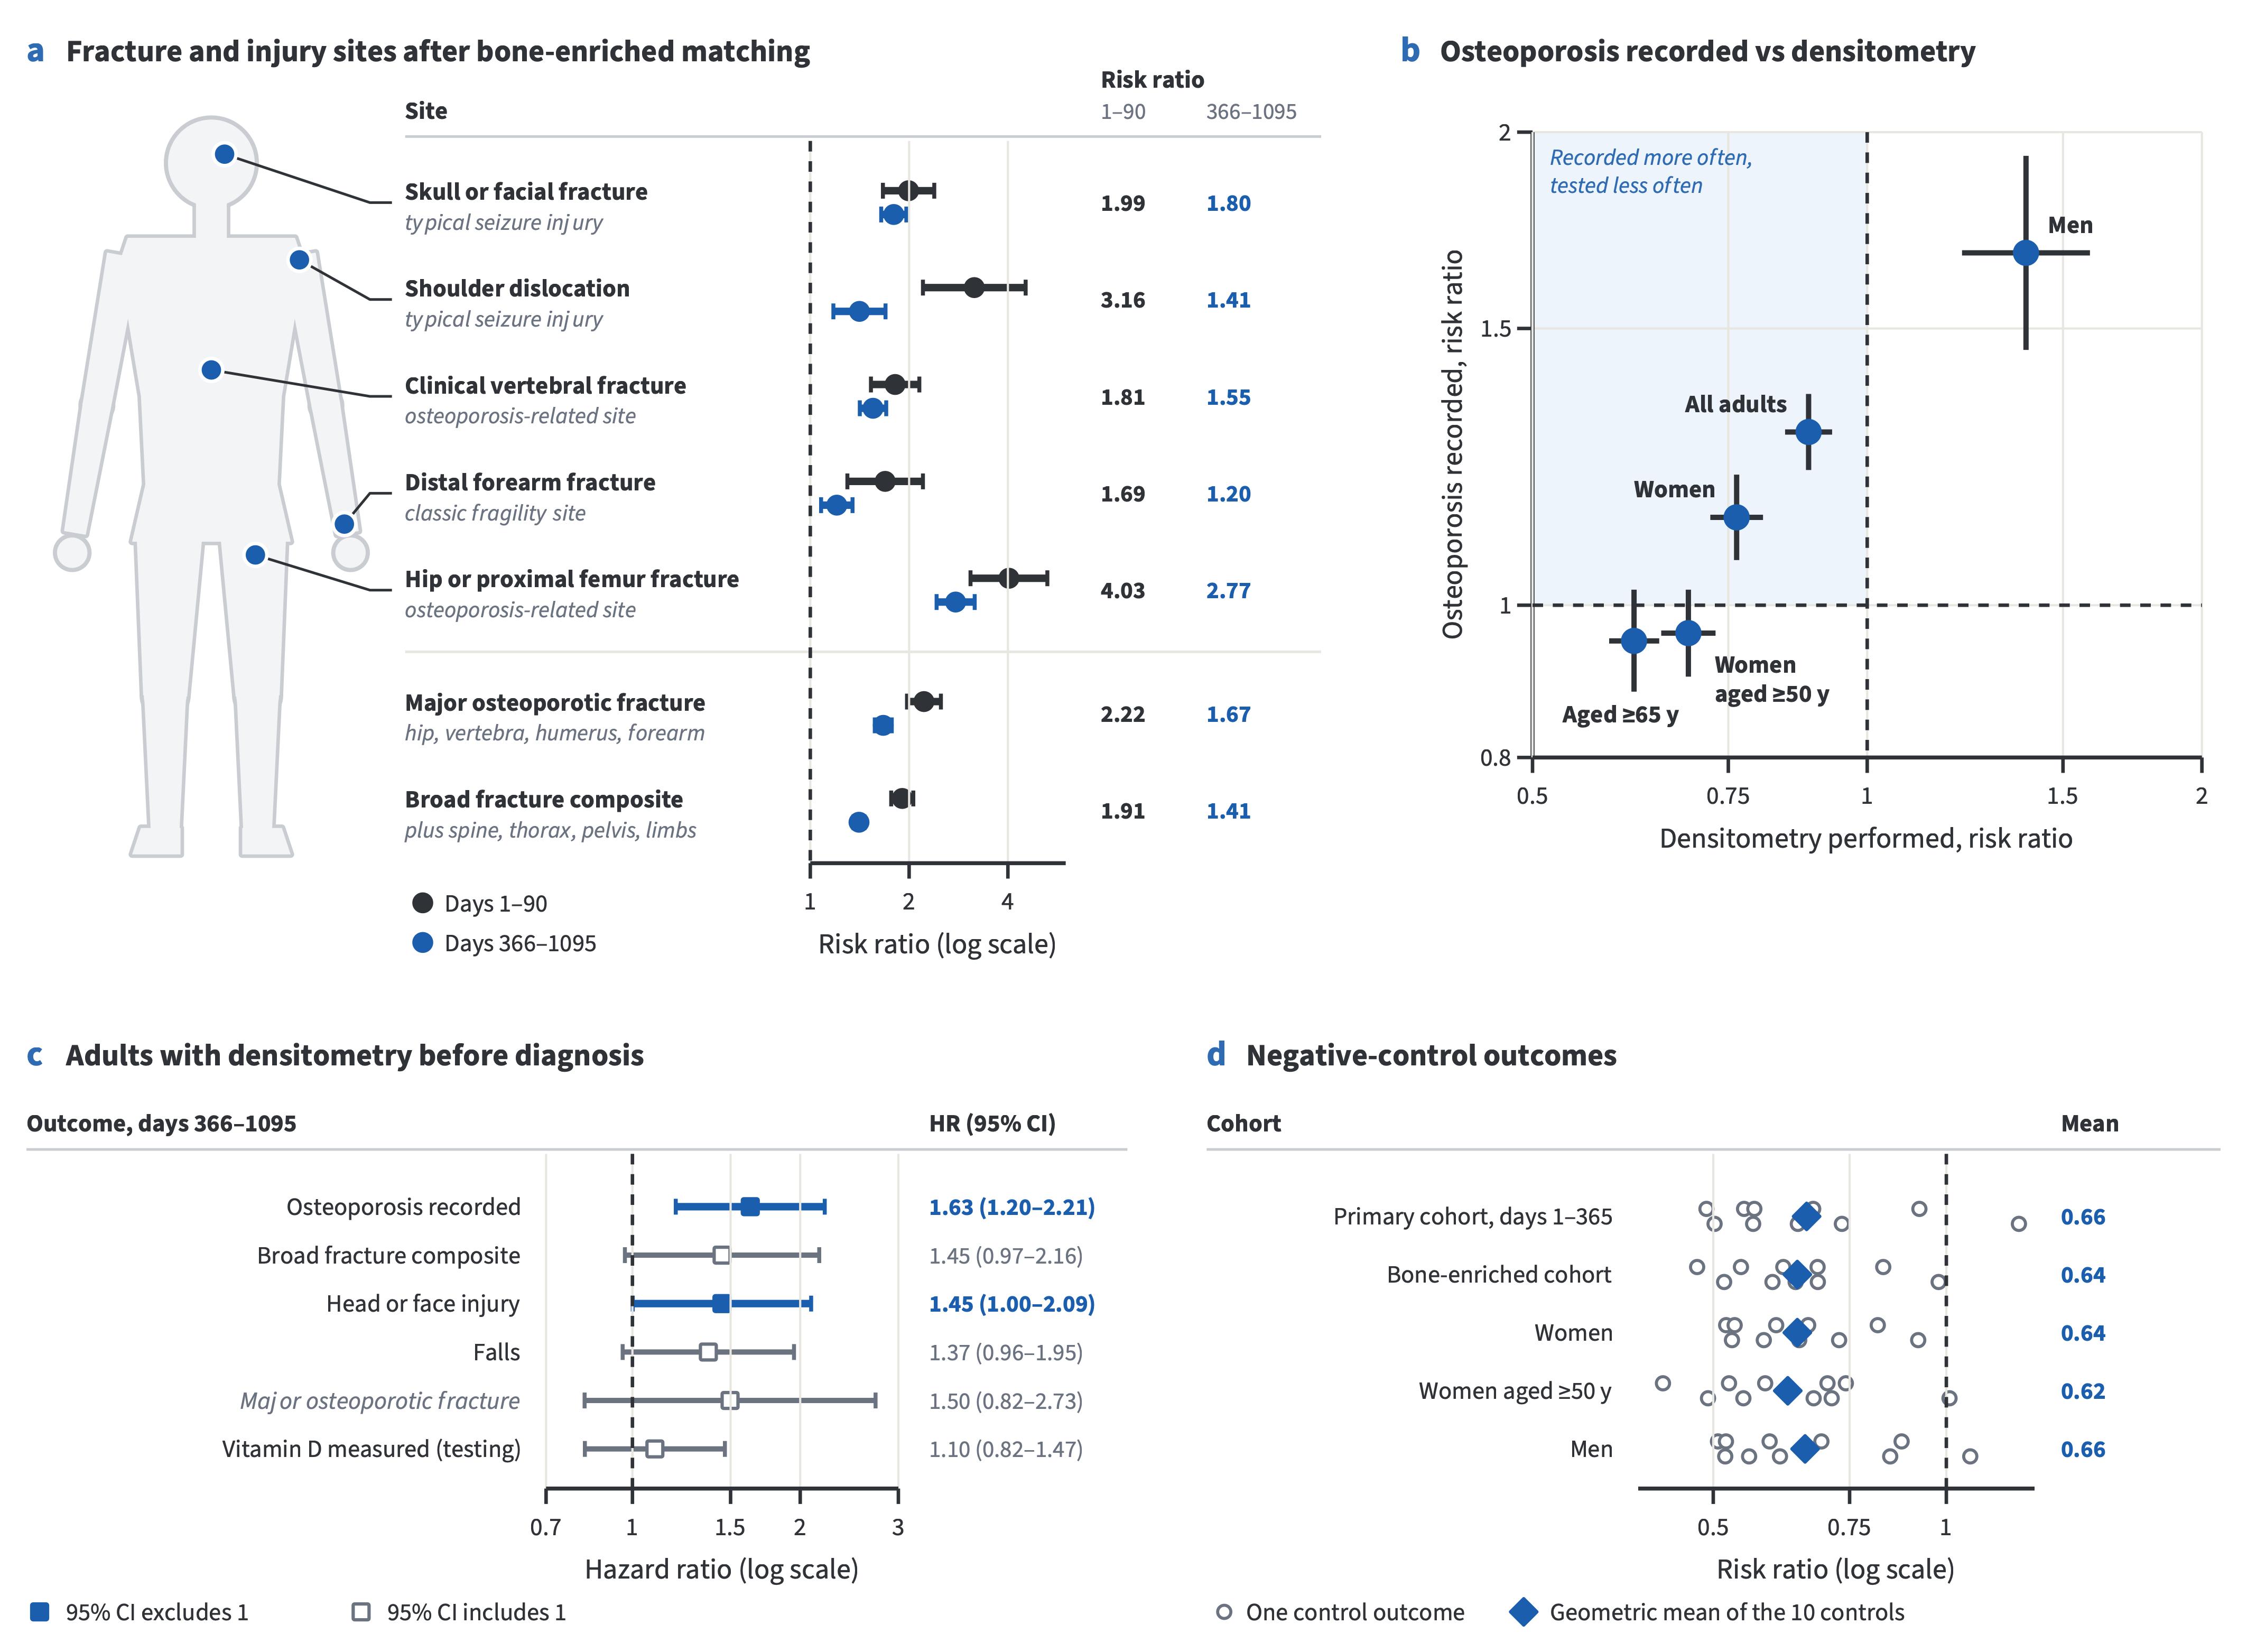 a Fracture and injury sites after bone-enriched matching
Risk ratio
Site 1–90 366–1095
Skull or facial fracture
typical seizure injury
1.99 1.80
Shoulder dislocation
typical seizure injury
3.16 1.41
Clinical vertebral fracture
osteoporosis-related site
1.81 1.55
Distal forearm fracture
classic fragility site
1.69 1.20
Hip or proximal femur fracture
osteoporosis-related site
4.03 2.77
Major osteoporotic fracture
hip, vertebra, humerus, forearm
2.22 1.67
Broad fracture composite
plus spine, thorax, pelvis, limbs
1.91 1.41
1 2 4
Risk ratio (log scale)
Days 1–90
Days 366–1095
b Osteoporosis recorded vs densitometry
Recorded more often,
tested less often
Osteoporosis recorded, risk ratio
2
1.5
1
0.8
Men
All adults
Women
Women
aged ≥50 y
Aged ≥65 y
0.5 0.75 1 1.5 2
Densitometry performed, risk ratio
c Adults with densitometry before diagnosis
Outcome, days 366–1095 HR (95% CI)
Osteoporosis recorded 1.63 (1.20–2.21)
Broad fracture composite 1.45 (0.97–2.16)
Head or face injury 1.45 (1.00–2.09)
Falls 1.37 (0.96–1.95)
Major osteoporotic fracture 1.50 (0.82–2.73)
Vitamin D measured (testing) 1.10 (0.82–1.47)
0.7 1 1.5 2 3
Hazard ratio (log scale)
95% CI excludes 1 95% CI includes 1
d Negative-control outcomes
Cohort Mean
Primary cohort, days 1–365 0.66
Bone-enriched cohort 0.64
Women 0.64
Women aged ≥50 y 0.62
Men 0.66
0.5 0.75 1
Risk ratio (log scale)
One control outcome Geometric mean of the 10 controls